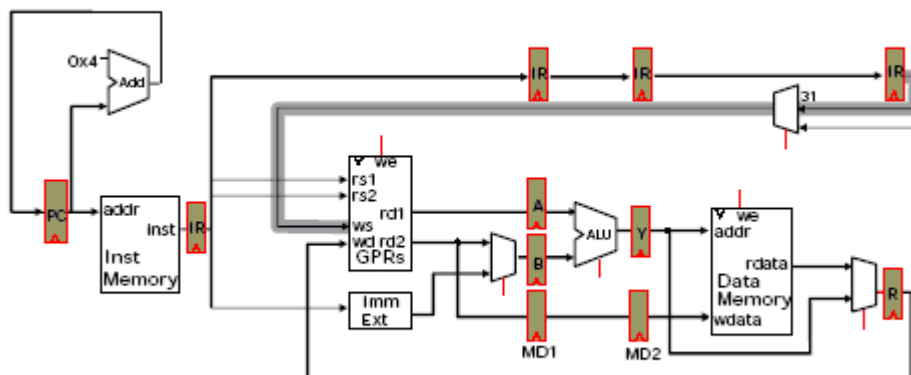 0x4
Add
IR
IR
IR
31
we
rs1
rs2
rd1
PC
addr
inst
IR
A
we
ws
ALU
Y
addr
wd rd2
GPRs
rdata
Inst
Memory
B
Data
Memory
R
Imm
Ext
wdata
MD1
MD2